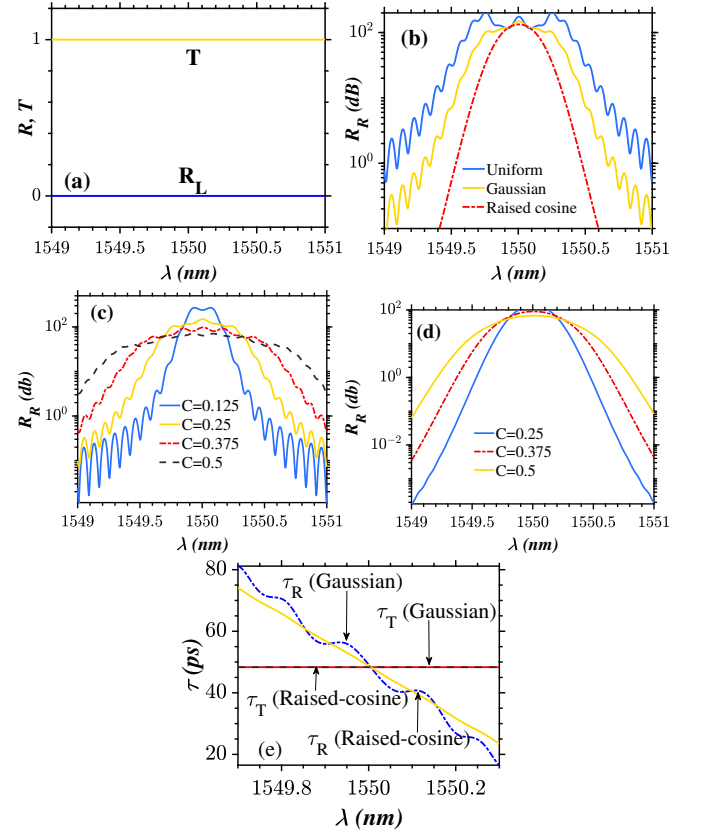 1
0
R, T
T
R_L
(a)
1549 1549.5 1550 1550.5 1551
λ (nm)
10^2
10^0
R_R (dB)
(b)
Uniform
Gaussian
Raised cosine
1549 1549.5 1550 1550.5 1551
λ (nm)
(c)
10^2
10^0
R_R (db)
C=0.125
C=0.25
C=0.375
C=0.5
1549 1549.5 1550 1550.5 1551
λ (nm)
10^2
10^0
10^-2
R_R (db)
(d)
C=0.25
C=0.375
C=0.5
1549 1549.5 1550 1550.5 1551
λ (nm)
80
60
40
20
τ (ps)
τ_R (Gaussian)
τ_T (Gaussian)
τ_T (Raised-cosine)
τ_R (Raised-cosine)
(e)
1549.8 1550 1550.2
λ (nm)